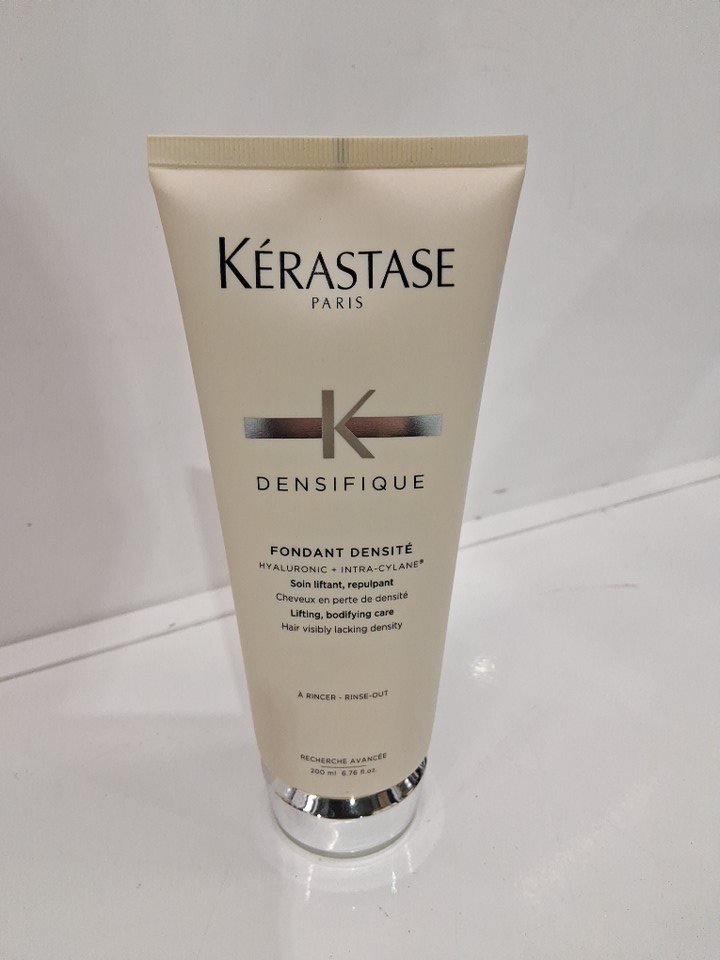 KÉRASTASE
PARIS
K
DENSIFIQUE
FONDANT DENSITÉ
HYALURONIC + INTRA-CYLANE®
Soin liftant, repulpant
Cheveux en perte de densité
Lifting, bodifying care
Hair visibly lacking density
À RINCER - RINSE-OUT
RECHERCHE AVANCÉE
200 ml 6.76 fl.oz.